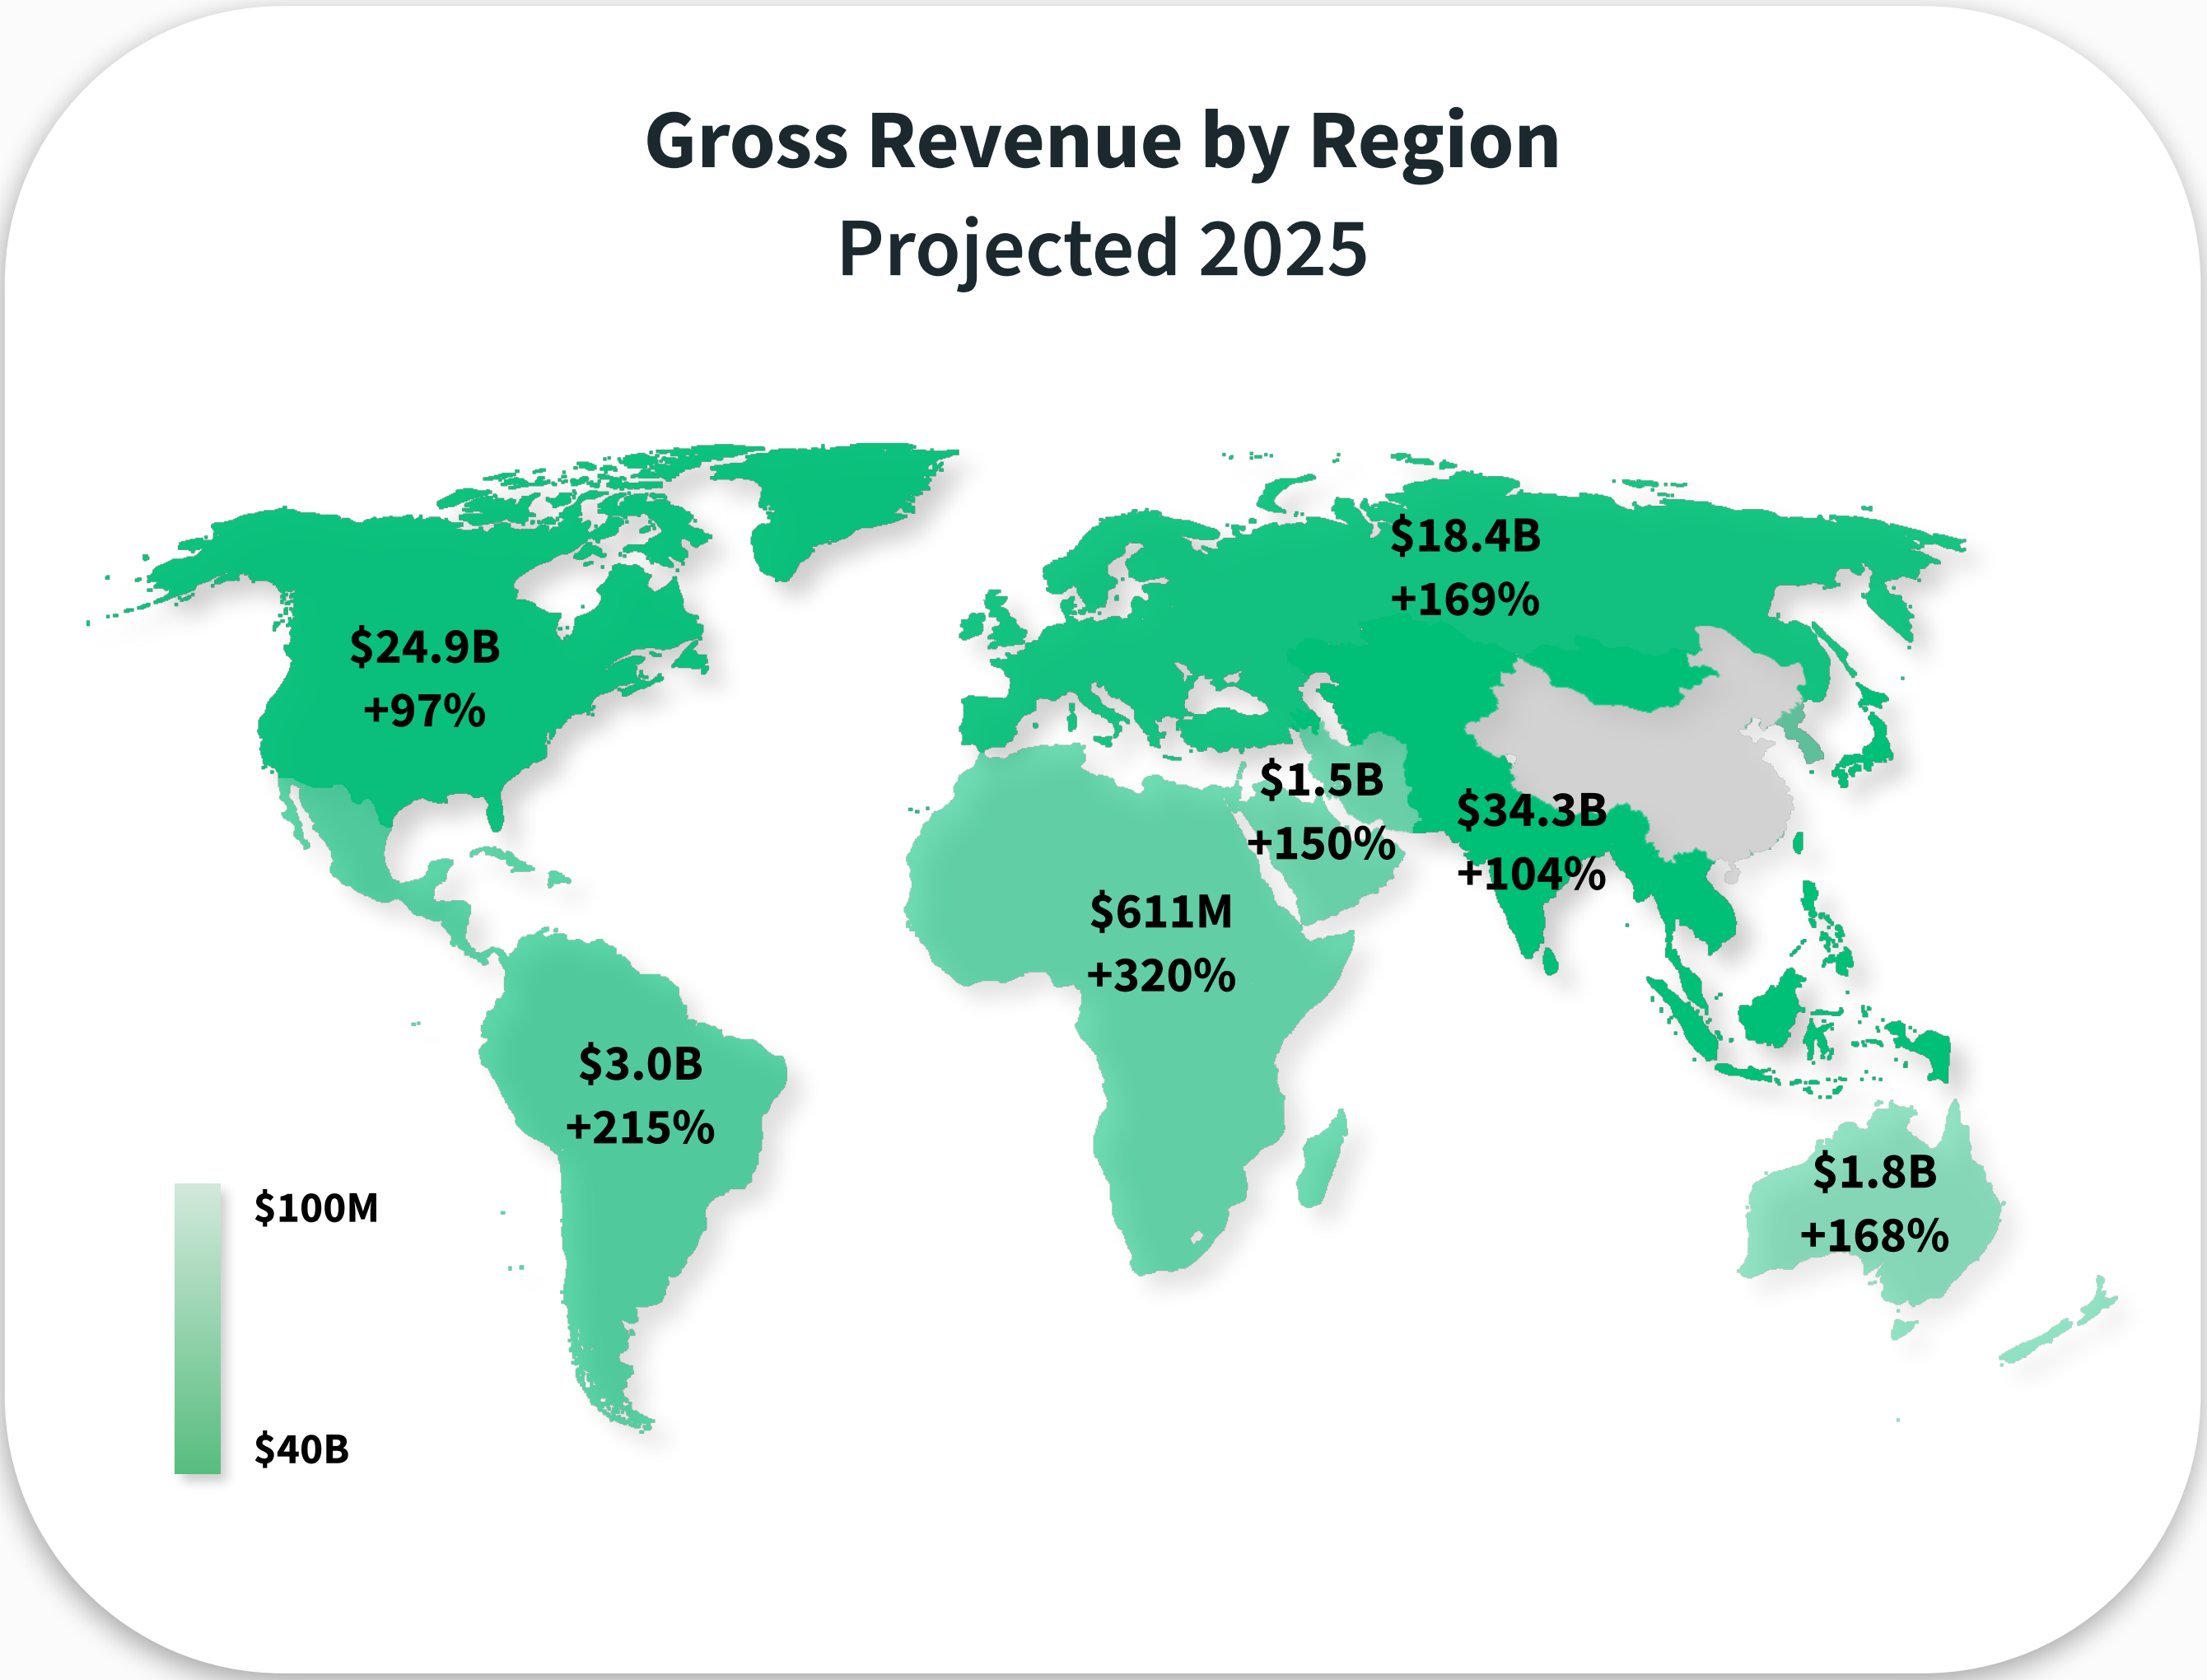 Gross Revenue by Region
Projected 2025
$18.4B
+169%
$24.9B
+97%
$1.5B
+150%
$34.3B
+104%
$611M
+320%
$3.0B
+215%
$1.8B
+168%
$100M
$40B